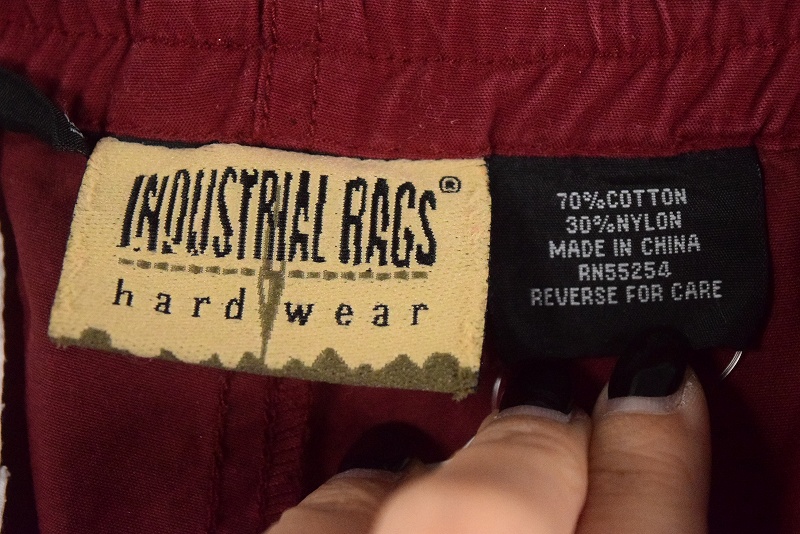 INDUSTRIAL RAGS®
hard wear
70%COTTON
30%NYLON
MADE IN CHINA
RN55254
REVERSE FOR CARE